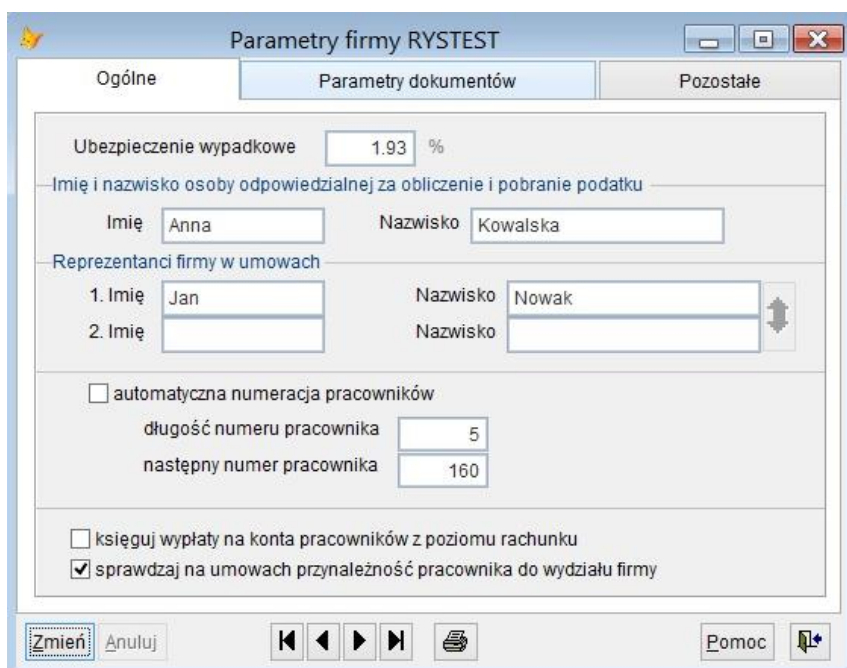 Parametry firmy RYSTEST
Ogólne Parametry dokumentów Pozostałe
Ubezpieczenie wypadkowe 1.93 %
Imię i nazwisko osoby odpowiedzialnej za obliczenie i pobranie podatku
Imię Anna Nazwisko Kowalska
Reprezentanci firmy w umowach
1. Imię Jan Nazwisko Nowak
2. Imię Nazwisko
automatyczna numeracja pracowników
długość numeru pracownika 5
następny numer pracownika 160
księguj wypłaty na konta pracowników z poziomu rachunku
sprawdzaj na umowach przynależność pracownika do wydziału firmy
Zmień Anuluj Pomoc